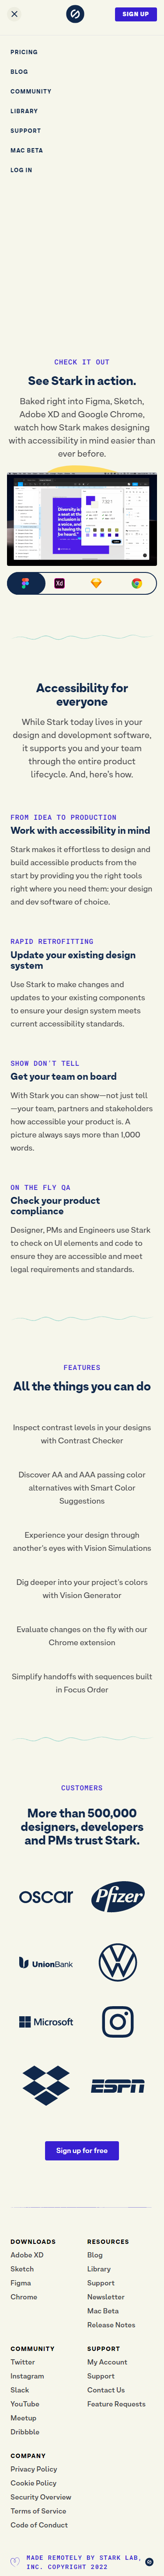 SIGN UP
PRICING
BLOG
COMMUNITY
LIBRARY
SUPPORT
MAC BETA
LOG IN
CHECK IT OUT
See Stark in action.
Baked right into Figma, Sketch,
Adobe XD and Google Chrome,
watch how Stark makes designing
with accessibility in mind easier than
ever before.
Xd
Accessibility for
everyone
While Stark today lives in your
design and development software,
it supports you and your team
through the entire product
lifecycle. And, here's how.
FROM IDEA TO PRODUCTION
Work with accessibility in mind
Stark makes it effortless to design and
build accessible products from the
start by providing you the right tools
right where you need them: your design
and dev software of choice.
RAPID RETROFITTING
Update your existing design
system
Use Stark to make changes and
updates to your existing components
to ensure your design system meets
current accessibility standards.
SHOW DON'T TELL
Get your team on board
With Stark you can show—not just tell
—your team, partners and stakeholders
how accessible your product is. A
picture always says more than 1,000
words.
ON THE FLY QA
Check your product
compliance
Designer, PMs and Engineers use Stark
to check on UI elements and code to
ensure they are accessible and meet
legal requirements and standards.
FEATURES
All the things you can do
Inspect contrast levels in your designs
with Contrast Checker
Discover AA and AAA passing color
alternatives with Smart Color
Suggestions
Experience your design through
another's eyes with Vision Simulations
Dig deeper into your project's colors
with Vision Generator
Evaluate changes on the fly with our
Chrome extension
Simplify handoffs with sequences built
in Focus Order
CUSTOMERS
More than 500,000
designers, developers
and PMs trust Stark.
oscar
Pfizer
UnionBank
Microsoft
ESPN
Sign up for free
DOWNLOADS
Adobe XD
Sketch
Figma
Chrome
RESOURCES
Blog
Library
Support
Newsletter
Mac Beta
Release Notes
COMMUNITY
Twitter
Instagram
Slack
YouTube
Meetup
Dribbble
SUPPORT
My Account
Support
Contact Us
Feature Requests
COMPANY
Privacy Policy
Cookie Policy
Security Overview
Terms of Service
Code of Conduct
MADE REMOTELY BY STARK LAB,
INC. COPYRIGHT 2022